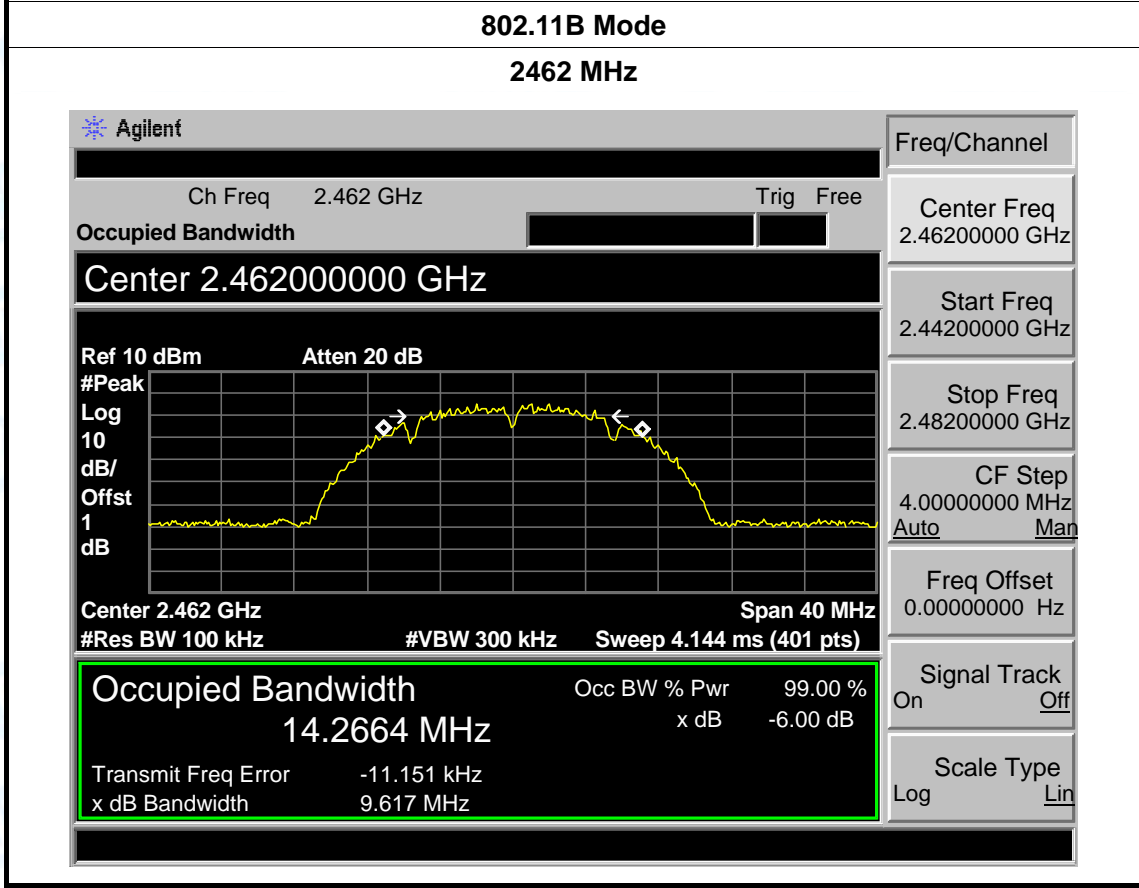 802.11B Mode
2462 MHz
Agilent
Freq/Channel
Ch Freq 2.462 GHz Trig Free
Occupied Bandwidth
Center 2.462000000 GHz
Center Freq
2.46200000 GHz
Start Freq
2.44200000 GHz
Stop Freq
2.48200000 GHz
CF Step
4.00000000 MHz
Auto Man
Freq Offset
0.00000000 Hz
Signal Track
On Off
Scale Type
Log Lin
Ref 10 dBm Atten 20 dB
#Peak
Log
10
dB/
Offst
1
dB
Center 2.462 GHz Span 40 MHz
#Res BW 100 kHz #VBW 300 kHz Sweep 4.144 ms (401 pts)
Occupied Bandwidth Occ BW % Pwr 99.00 %
14.2664 MHz x dB -6.00 dB
Transmit Freq Error -11.151 kHz
x dB Bandwidth 9.617 MHz